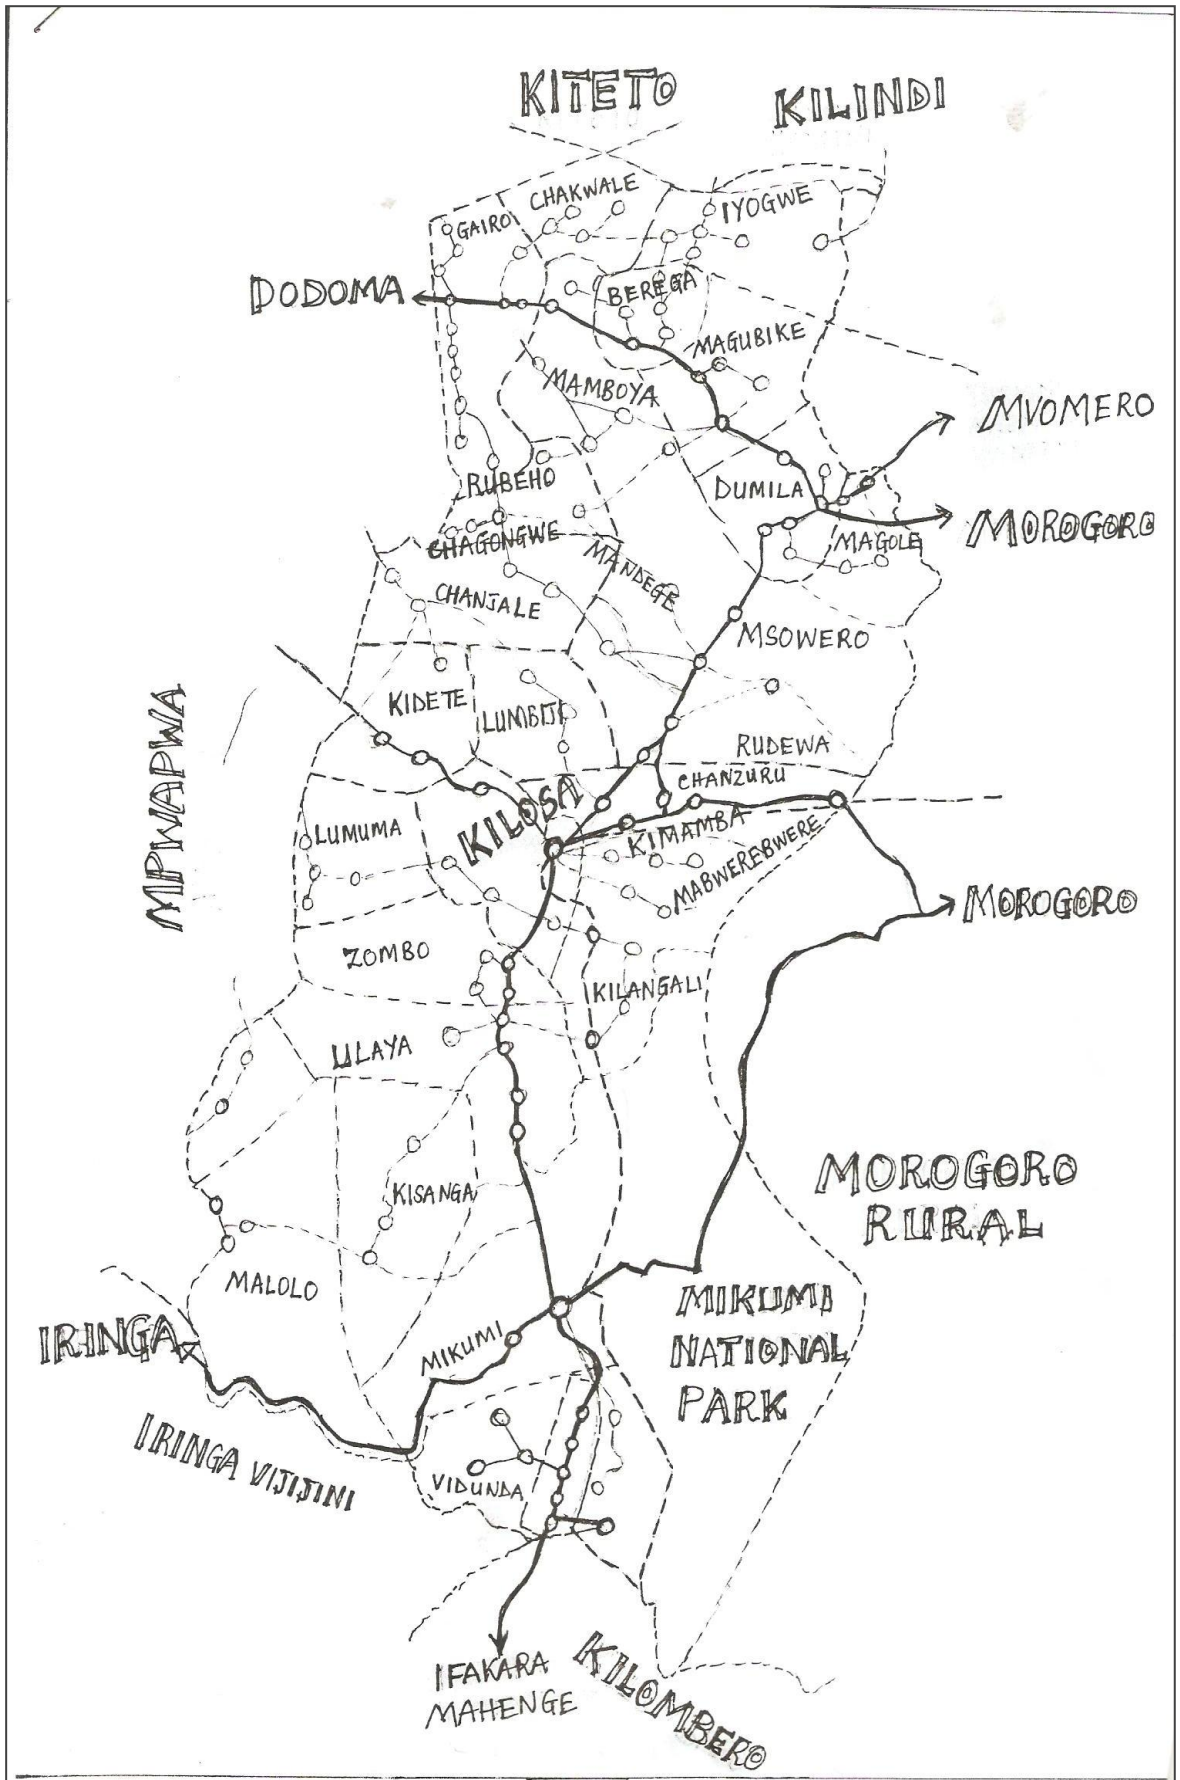 KITETO
KILINDI
CHAKWALE
IYOGWE
GAIRO
DODOMA
BEREGA
MAGUBIKE
MAMBOYA
MVOMERO
RUBEHO
DUMILA
MOROGORO
CHAGONGWE
MAGOLE
MANDEGE
CHANJALE
MSOWERO
KIDETE
LUMBIJI
MPWAPWA
RUDEWA
CHANZURU
KILOSA
LUMUMA
KIMAMBA
MABWEREBWERE
MOROGORO
ZOMBO
KILANGALI
ULAYA
MOROGORO
RURAL
KISANGA
MALOLO
MIKUMI
NATIONAL
PARK
IRINGA
MIKUMI
IRINGA VIJIJINI
VIDUNDA
IFAKARA
MAHENGE
KILOMBERO